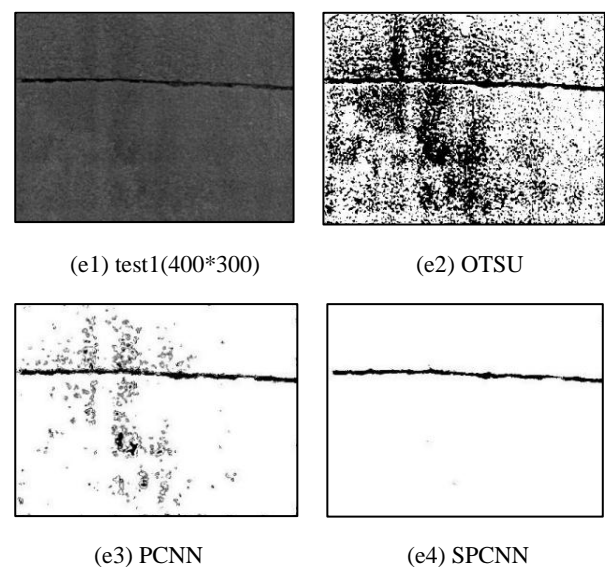 (e1) test1(400*300)
(e2) OTSU
(e3) PCNN
(e4) SPCNN